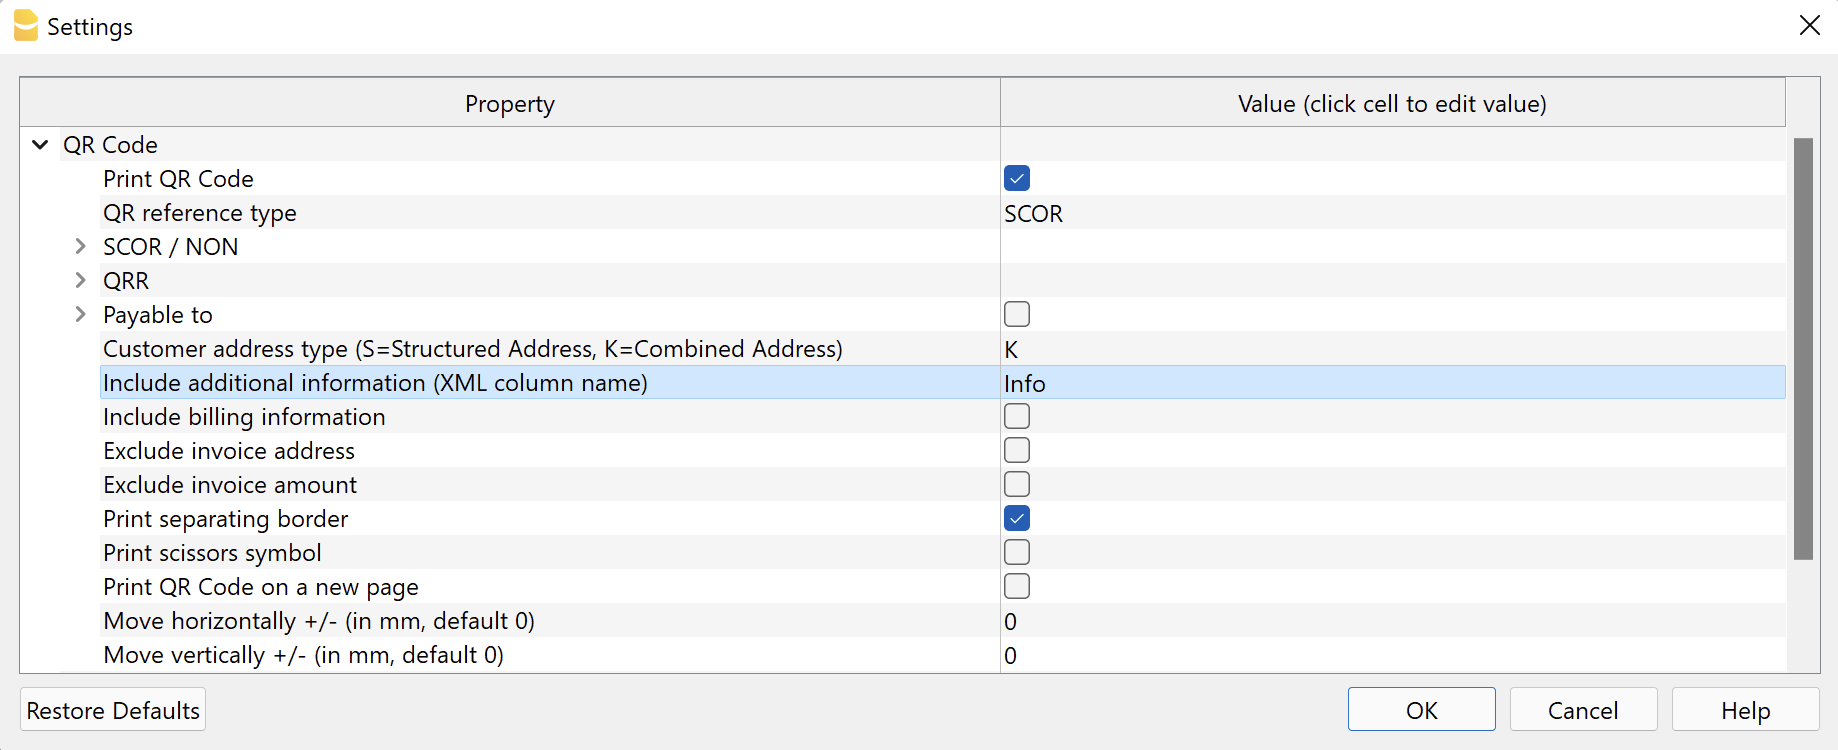 Settings
Property Value (click cell to edit value)
QR Code
Print QR Code
QR reference type SCOR
SCOR / NON
QRR
Payable to
Customer address type (S=Structured Address, K=Combined Address) K
Include additional information (XML column name) Info
Include billing information
Exclude invoice address
Exclude invoice amount
Print separating border
Print scissors symbol
Print QR Code on a new page
Move horizontally +/- (in mm, default 0) 0
Move vertically +/- (in mm, default 0) 0
Restore Defaults OK Cancel Help